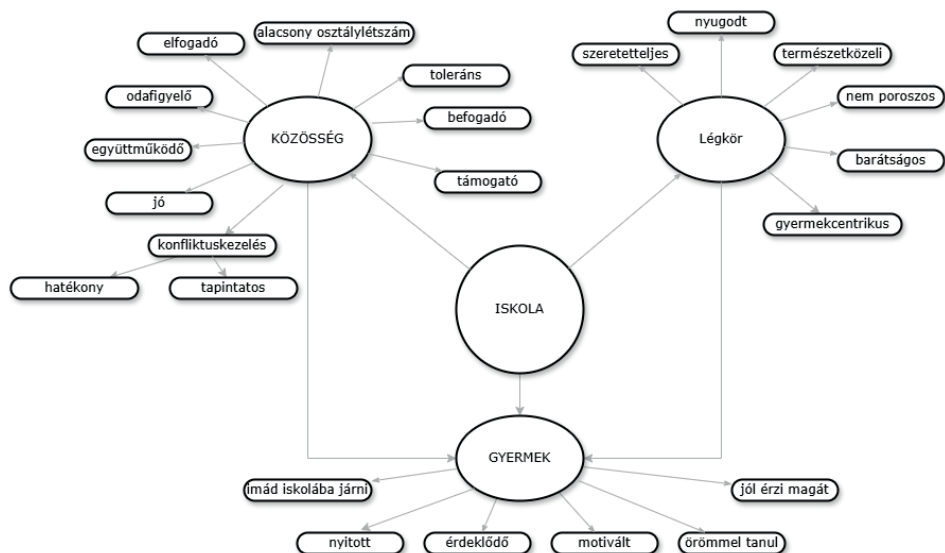 nyugodt
alacsony osztálylétszám
elfogadó
szeretetteljes
természetközeli
toleráns
odafigyelő
nem poroszos
befogadó
KÖZÖSSÉG
Légkör
együttműködő
barátságos
támogató
jó
gyermekcentrikus
konfliktuskezelés
hatékony
tapintatos
ISKOLA
GYERMEK
imád iskolába járni
jól érzi magát
nyitott
érdeklődő
motivált
örömmel tanul